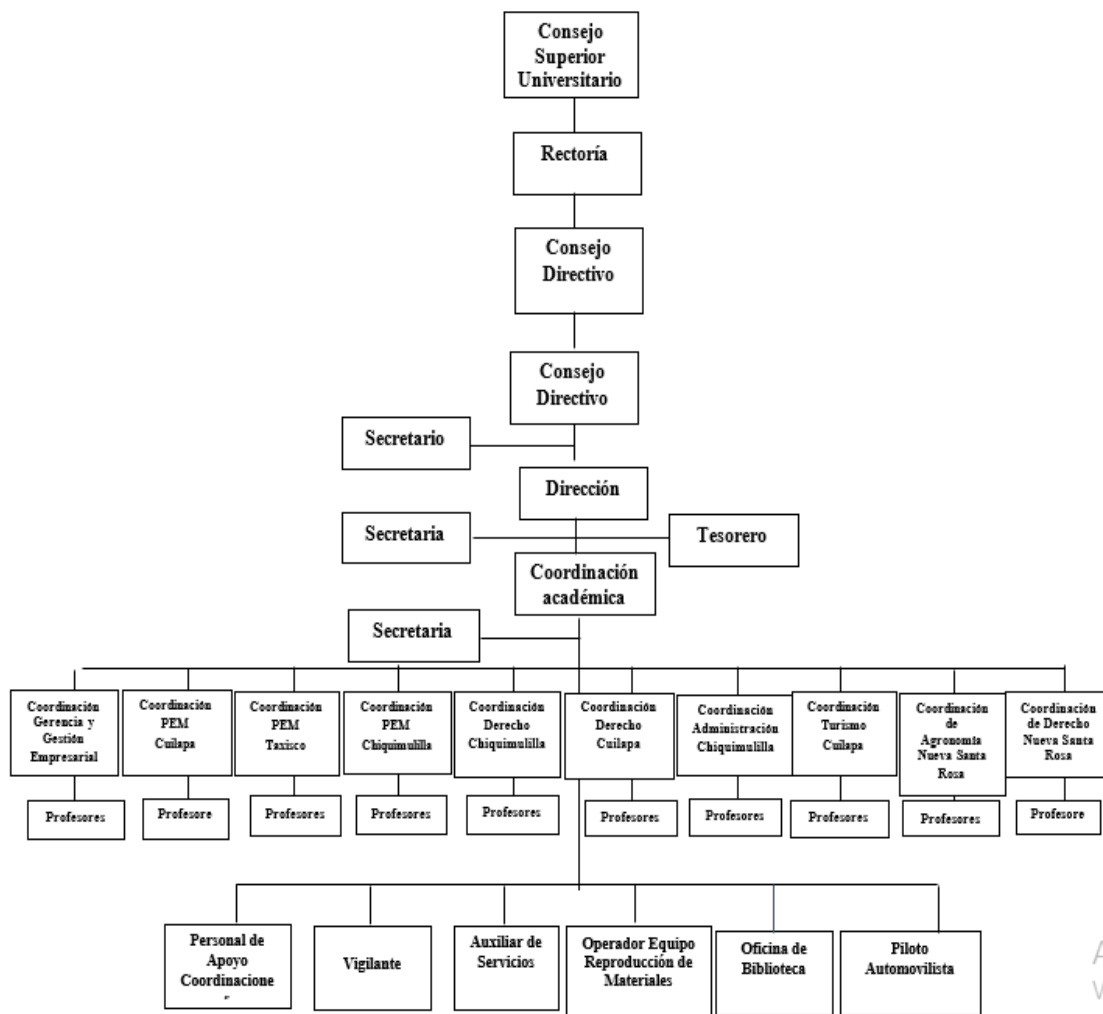 Consejo
Superior
Universitario
Rectoría
Consejo
Directivo
Consejo
Directivo
Secretario
Dirección
Secretaria
Tesorero
Coordinación
académica
Secretaria
Coordinación
Gerencia y
Gestión
Empresarial
Coordinación
PEM
Cuilapa
Coordinación
PEM
Taxisco
Coordinación
PEM
Chiquimulilla
Coordinación
Derecho
Chiquimulilla
Coordinación
Derecho
Cuilapa
Coordinación
Administración
Chiquimulilla
Coordinación
Turismo
Cuilapa
Coordinación
de
Agronomía
Nueva Santa
Rosa
Coordinación
de Derecho
Nueva Santa
Rosa
Profesores
Profesore
Profesores
Profesores
Profesores
Profesores
Profesores
Profesores
Profesores
Profesore
Personal de
Apoyo
Coordinacione
Vigilante
Auxiliar de
Servicios
Operador Equipo
Reproducción de
Materiales
Oficina de
Biblioteca
Piloto
Automovilista